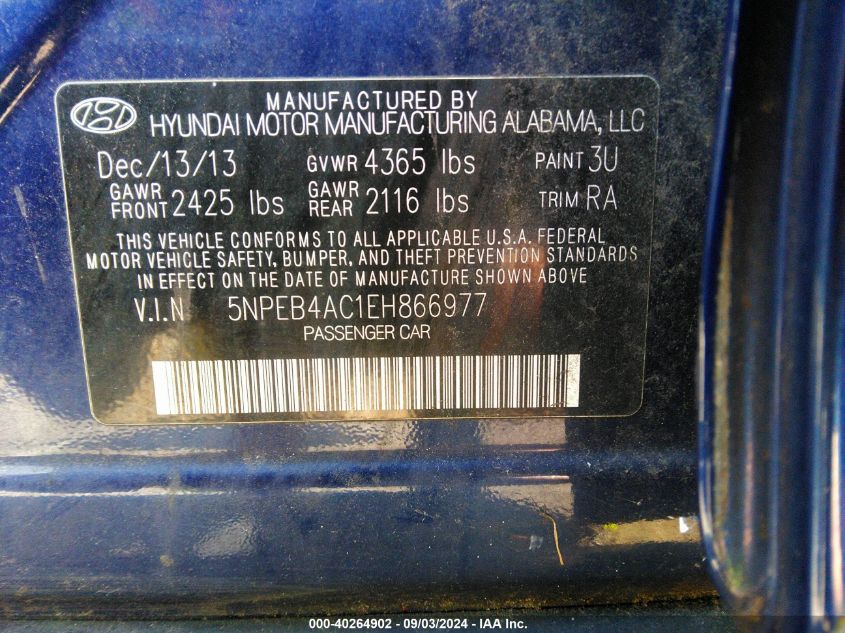 MANUFACTURED BY
HYUNDAI MOTOR MANUFACTURING ALABAMA, LLC
Dec/13/13 GVWR 4365 lbs PAINT 3U
GAWR FRONT 2425 lbs GAWR REAR 2116 lbs TRIM RA
THIS VEHICLE CONFORMS TO ALL APPLICABLE U.S.A. FEDERAL
MOTOR VEHICLE SAFETY, BUMPER, AND THEFT PREVENTION STANDARDS
IN EFFECT ON THE DATE OF MANUFACTURE SHOWN ABOVE
V.I.N 5NPEB4AC1EH866977
PASSENGER CAR
000-40264902 - 09/03/2024 - IAA Inc.